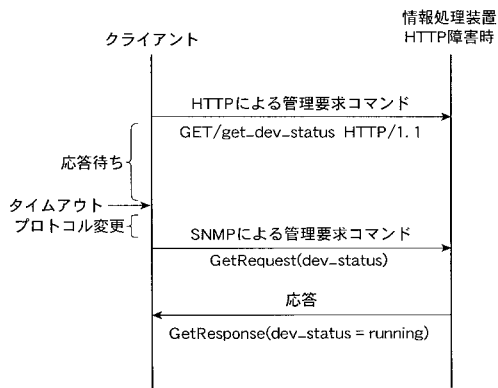 クライアント
情報処理装置
HTTP障害時
HTTPによる管理要求コマンド
GET/get_dev_status HTTP/1.1
応答待ち
タイムアウト
プロトコル変更
SNMPによる管理要求コマンド
GetRequest(dev_status)
応答
GetResponse(dev_status = running)